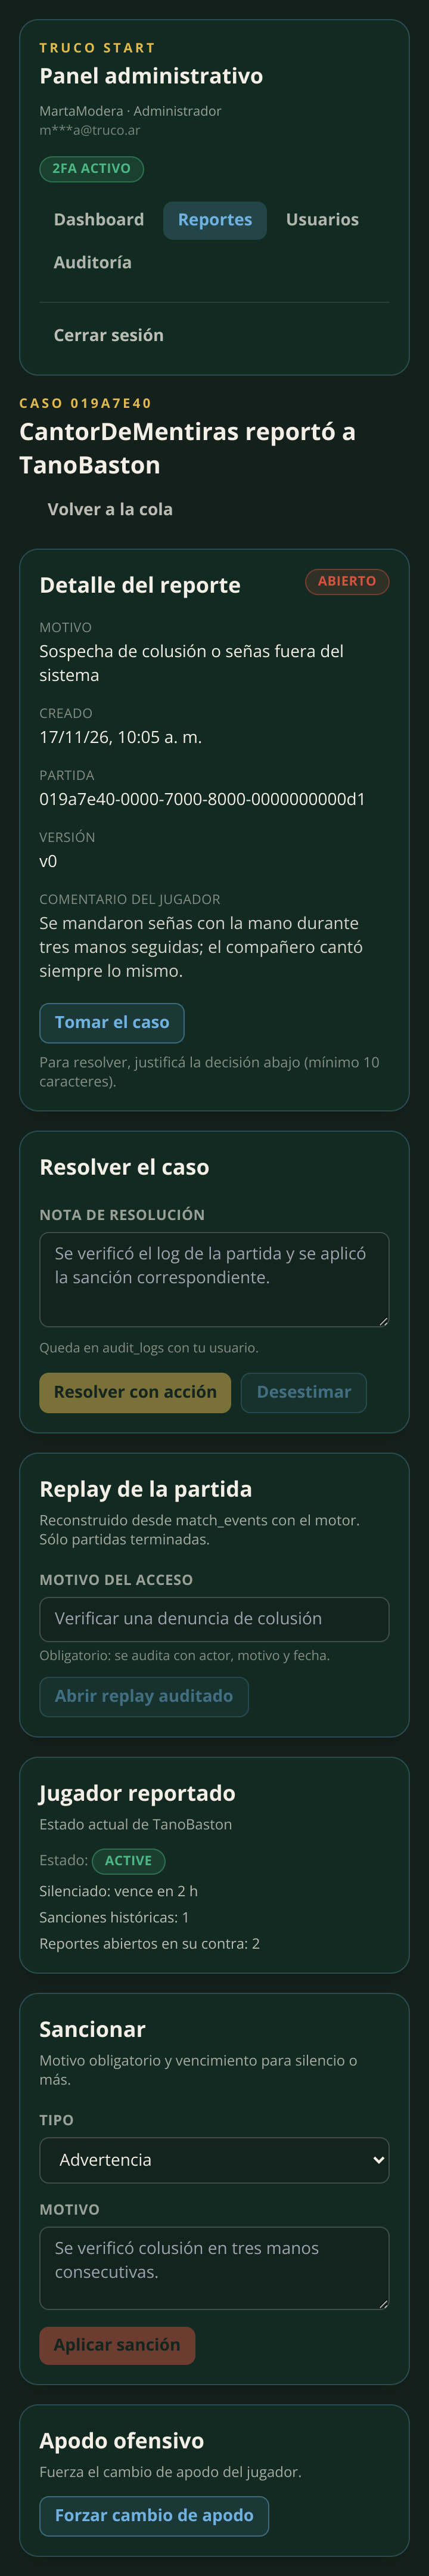 TRUCO START
Panel administrativo
MartaModera · Administrador
m***a@truco.ar
2FA ACTIVO
Dashboard
Reportes
Usuarios
Auditoría
Cerrar sesión
CASO 019A7E40
CantorDeMentiras reportó a
TanoBaston
Volver a la cola
Detalle del reporte
ABIERTO
MOTIVO
Sospecha de colusión o señas fuera del
sistema
CREADO
17/11/26, 10:05 a. m.
PARTIDA
019a7e40-0000-7000-8000-0000000000d1
VERSIÓN
v0
COMENTARIO DEL JUGADOR
Se mandaron señas con la mano durante
tres manos seguidas; el compañero cantó
siempre lo mismo.
Tomar el caso
Para resolver, justificá la decisión abajo (mínimo 10
caracteres).
Resolver el caso
NOTA DE RESOLUCIÓN
Se verificó el log de la partida y se aplicó
la sanción correspondiente.
Queda en audit_logs con tu usuario.
Resolver con acción
Desestimar
Replay de la partida
Reconstruido desde match_events con el motor.
Sólo partidas terminadas.
MOTIVO DEL ACCESO
Verificar una denuncia de colusión
Obligatorio: se audita con actor, motivo y fecha.
Abrir replay auditado
Jugador reportado
Estado actual de TanoBaston
Estado: ACTIVE
Silenciado: vence en 2 h
Sanciones históricas: 1
Reportes abiertos en su contra: 2
Sancionar
Motivo obligatorio y vencimiento para silencio o
más.
TIPO
Advertencia
MOTIVO
Se verificó colusión en tres manos
consecutivas.
Aplicar sanción
Apodo ofensivo
Fuerza el cambio de apodo del jugador.
Forzar cambio de apodo